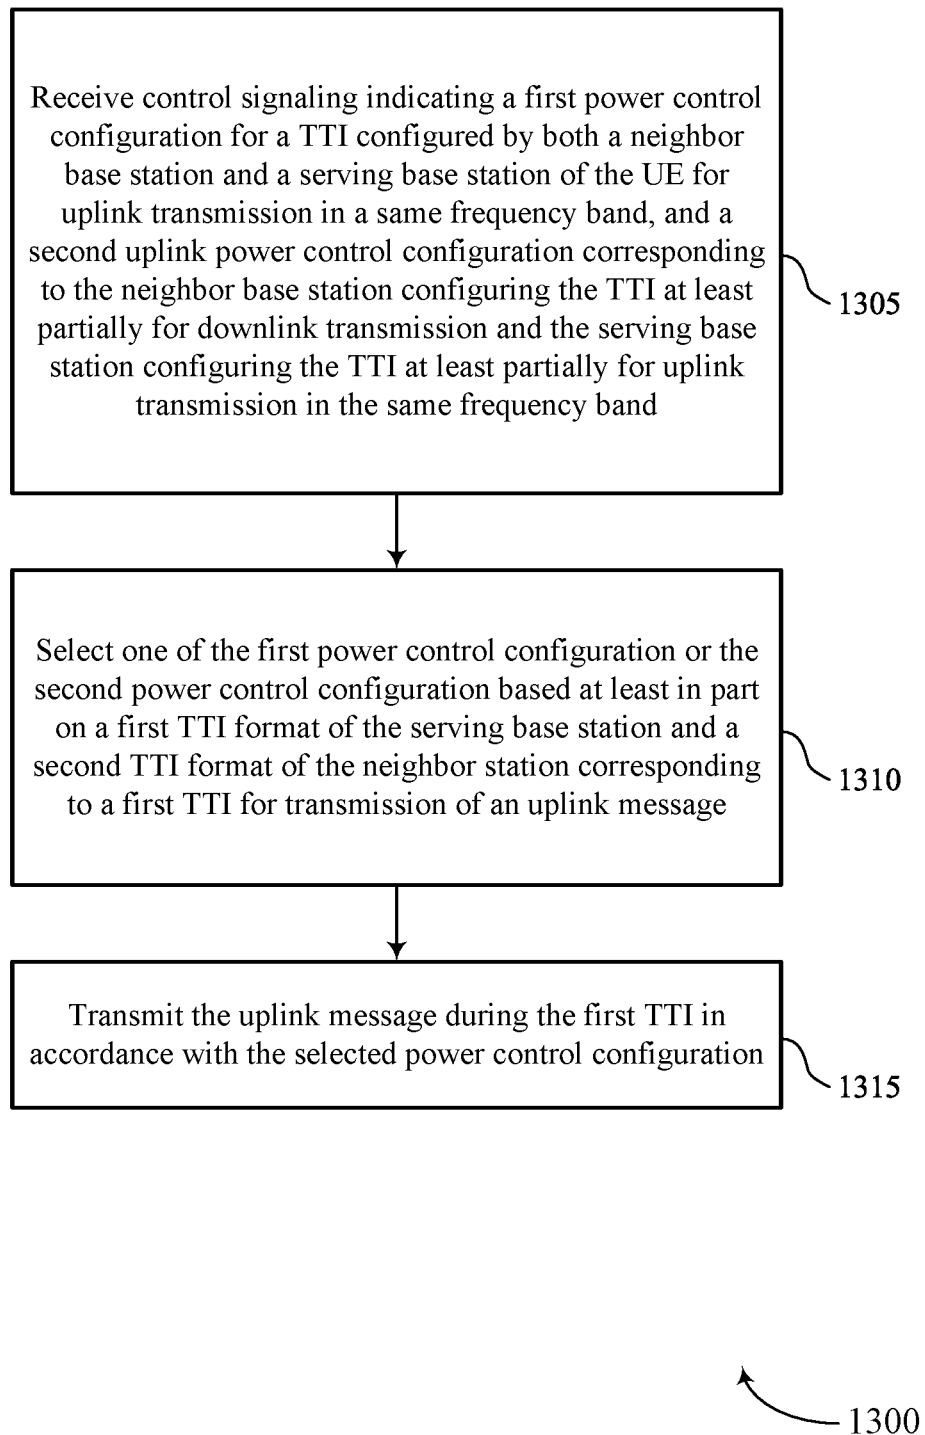 Receive control signaling indicating a first power control
configuration for a TTI configured by both a neighbor
base station and a serving base station of the UE for
uplink transmission in a same frequency band, and a
second uplink power control configuration corresponding
to the neighbor base station configuring the TTI at least
partially for downlink transmission and the serving base
station configuring the TTI at least partially for uplink
transmission in the same frequency band
1305
Select one of the first power control configuration or the
second power control configuration based at least in part
on a first TTI format of the serving base station and a
second TTI format of the neighbor station corresponding
to a first TTI for transmission of an uplink message
1310
Transmit the uplink message during the first TTI in
accordance with the selected power control configuration
1315
1300